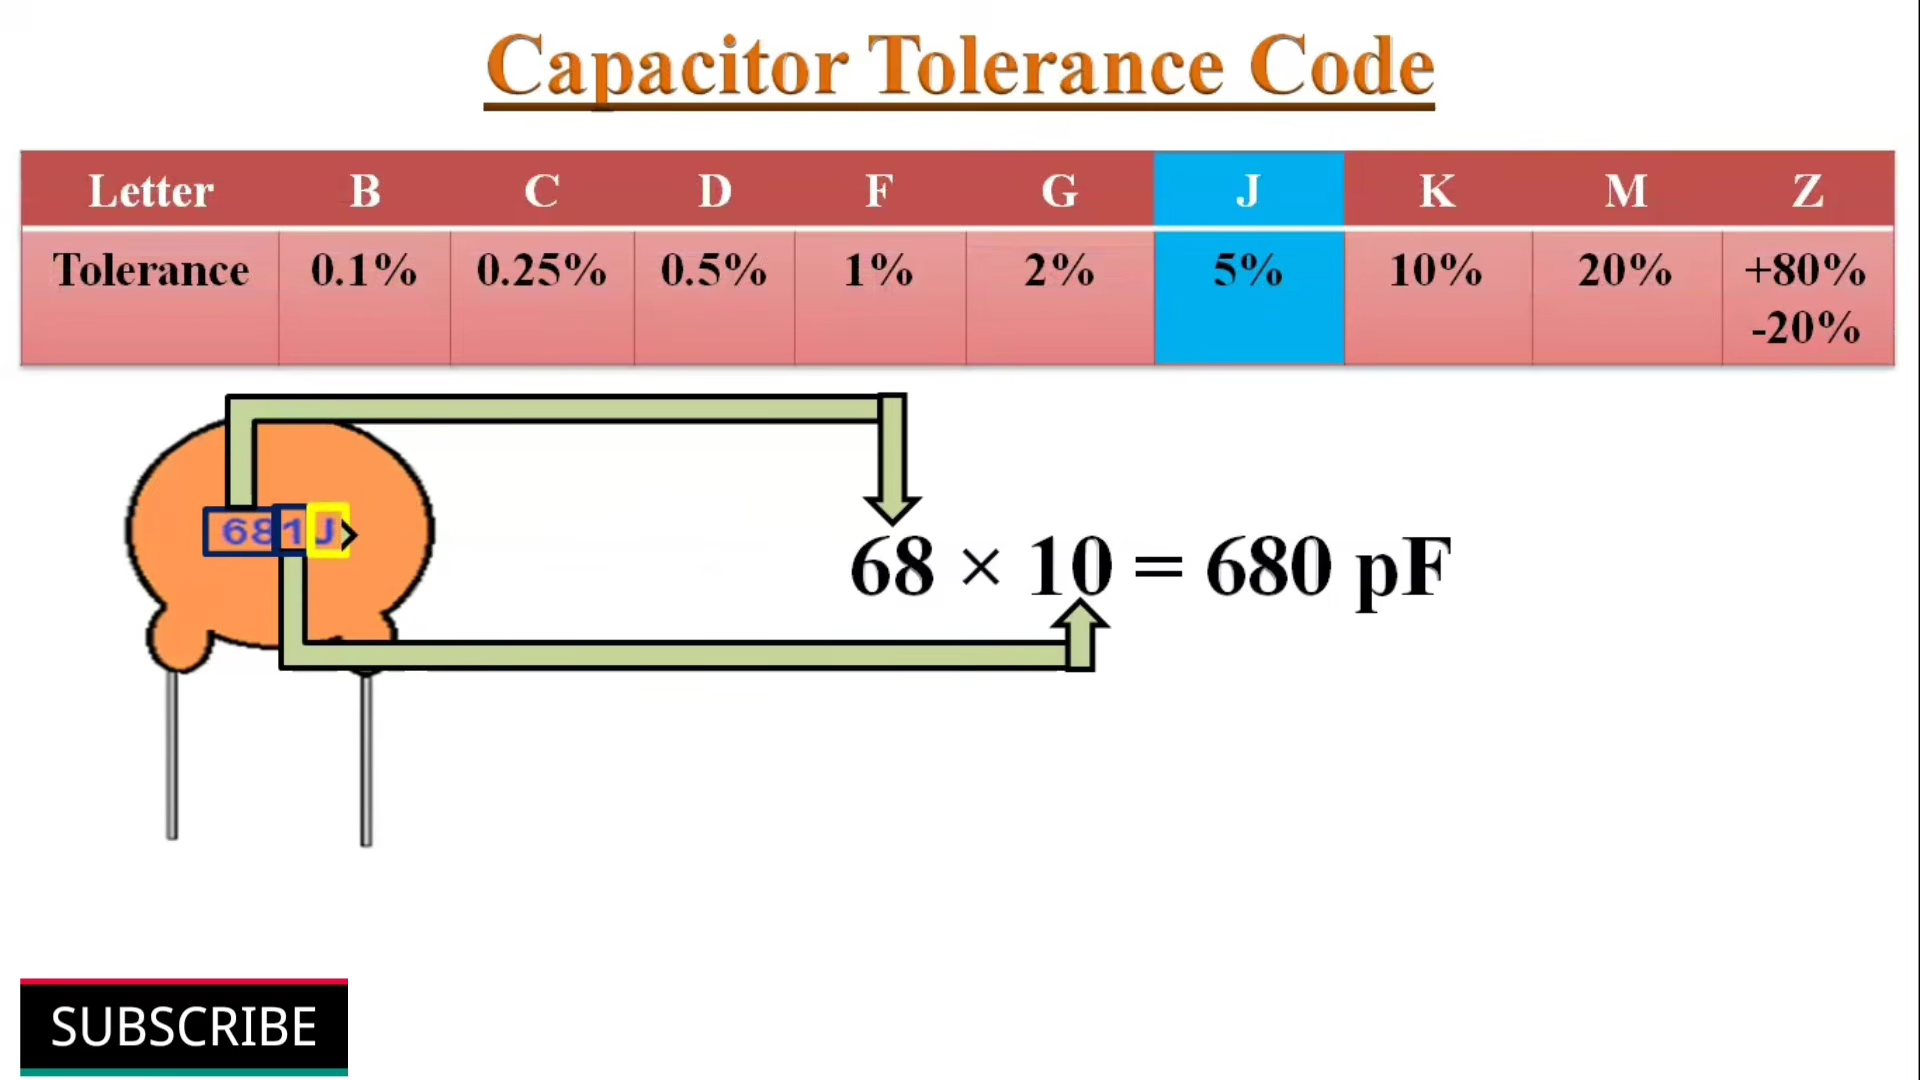 Capacitor Tolerance Code
Letter B C D F G J K M Z
Tolerance 0.1% 0.25% 0.5% 1% 2% 5% 10% 20% +80%
-20%
681J
68 × 10 = 680 pF
SUBSCRIBE